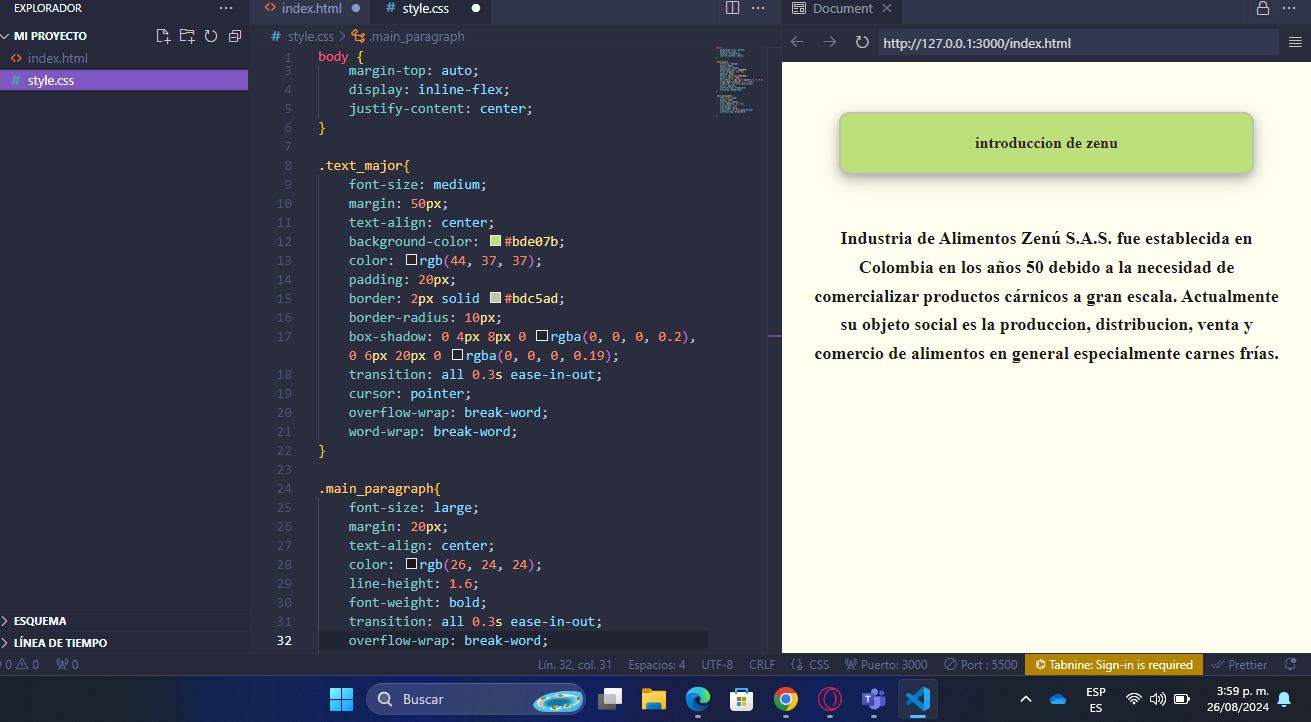 EXPLORADOR
MI PROYECTO
index.html
style.css
index.html
style.css
style.css > .main_paragraph
1 body {
3 margin-top: auto;
4 display: inline-flex;
5 justify-content: center;
6 }
7
8 .text_major{
9 font-size: medium;
10 margin: 50px;
11 text-align: center;
12 background-color: #bde07b;
13 color: rgb(44, 37, 37);
14 padding: 20px;
15 border: 2px solid #bdc5ad;
16 border-radius: 10px;
17 box-shadow: 0 4px 8px 0 rgba(0, 0, 0, 0.2),
0 6px 20px 0 rgba(0, 0, 0, 0.19);
18 transition: all 0.3s ease-in-out;
19 cursor: pointer;
20 overflow-wrap: break-word;
21 word-wrap: break-word;
22 }
23
24 .main_paragraph{
25 font-size: large;
26 margin: 20px;
27 text-align: center;
28 color: rgb(26, 24, 24);
29 line-height: 1.6;
30 font-weight: bold;
31 transition: all 0.3s ease-in-out;
32 overflow-wrap: break-word;
Document
http://127.0.0.1:3000/index.html
introduccion de zenu
Industria de Alimentos Zenú S.A.S. fue establecida en
Colombia en los años 50 debido a la necesidad de
comercializar productos cárnicos a gran escala. Actualmente
su objeto social es la produccion, distribucion, venta y
comercio de alimentos en general especialmente carnes frías.
ESQUEMA
LÍNEA DE TIEMPO
0 0 0 Lín. 32, col. 31 Espacios: 4 UTF-8 CRLF {} CSS Puerto: 3000 Port : 5500 Tabnine: Sign-in is required Prettier
Buscar
ESP
ES
3:59 p. m.
26/08/2024